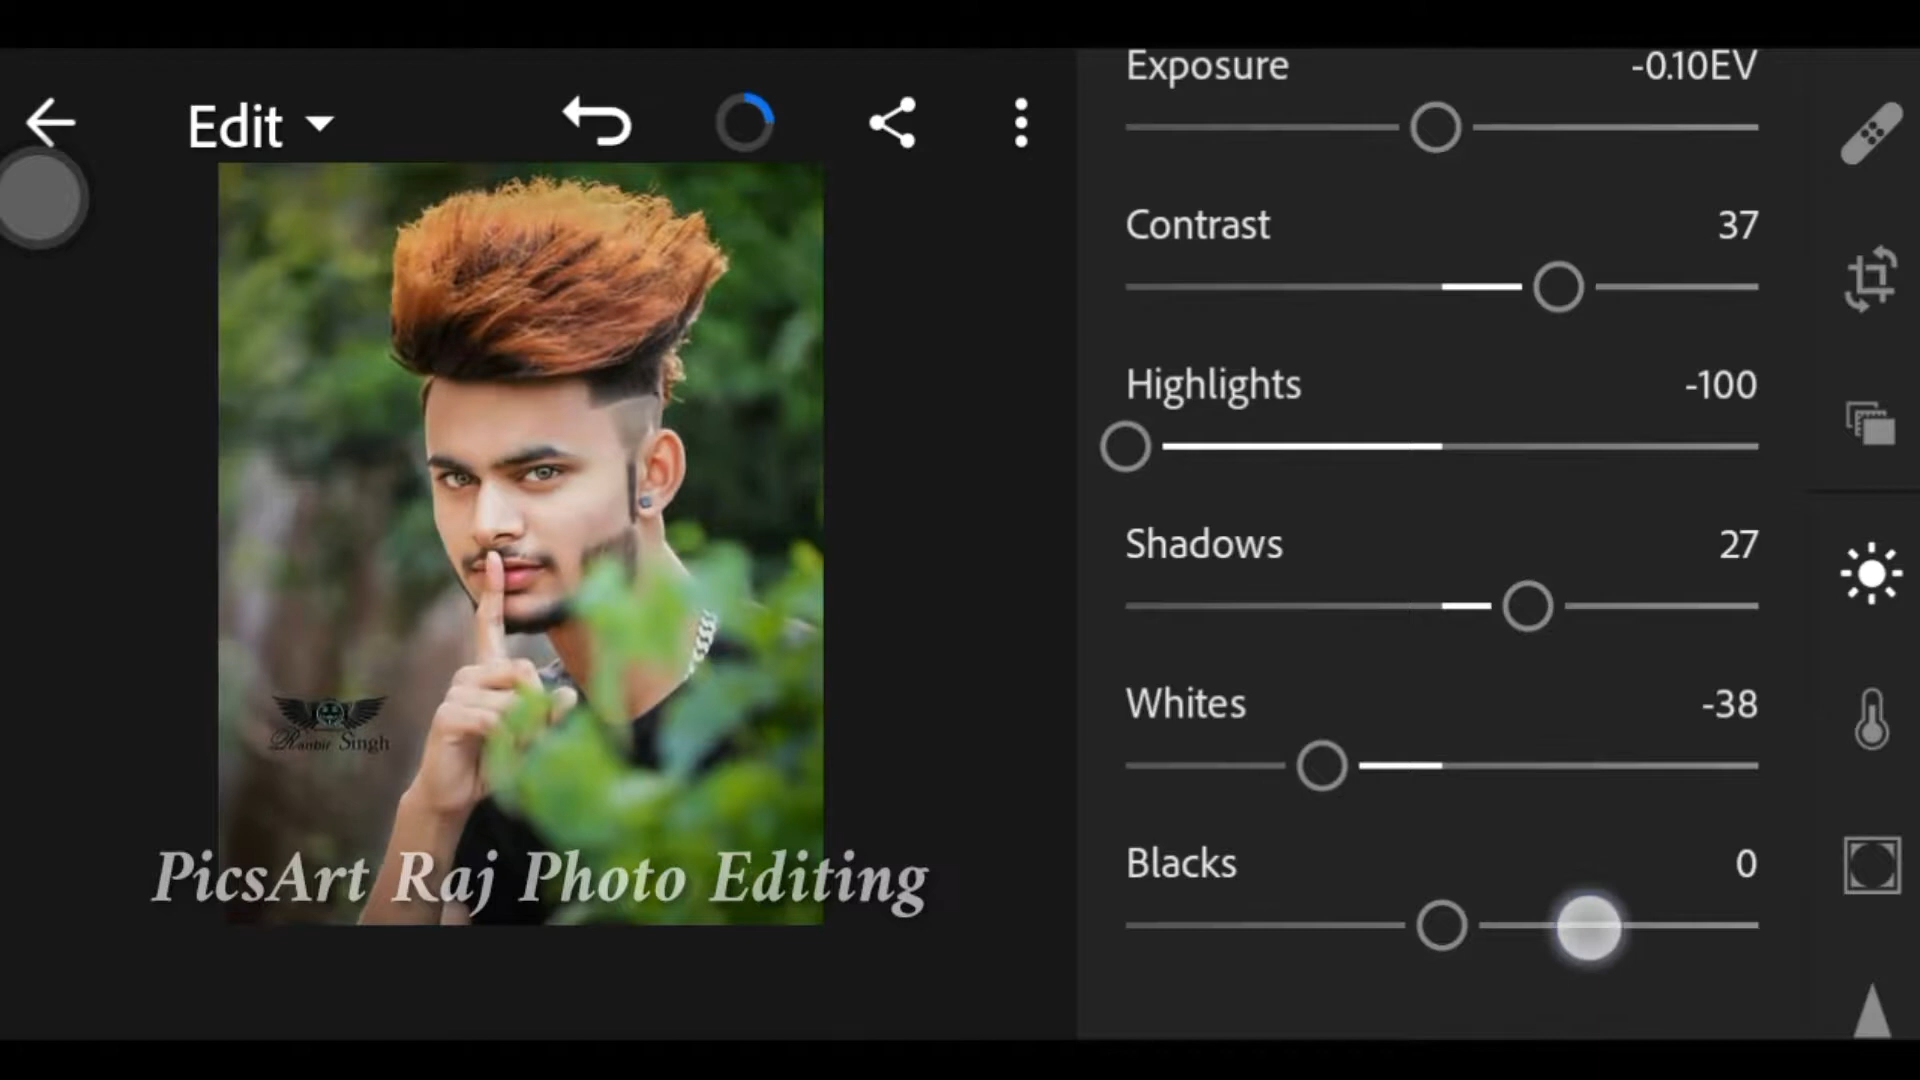 Exposure -0.10EV
Edit
Contrast 37
Highlights -100
Shadows 27
Whites -38
Ranbir Singh
Blacks 0
PicsArt Raj Photo Editing